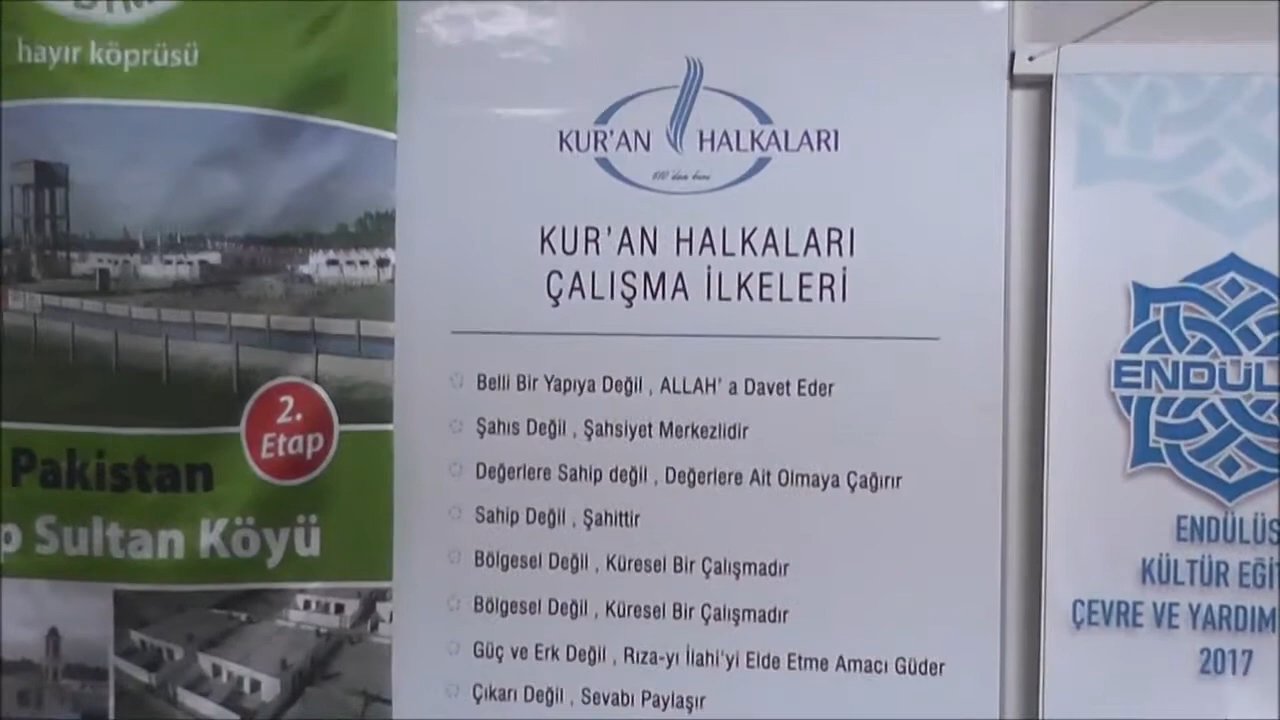 hayır köprüsü
2.
Etap
Pakistan
Sultan Köyü
KUR'AN HALKALARI
610'dan beri
KUR'AN HALKALARI
ÇALIŞMA İLKELERİ
Belli Bir Yapıya Değil , ALLAH' a Davet Eder
Şahıs Değil , Şahsiyet Merkezlidir
Değerlere Sahip değil , Değerlere Ait Olmaya Çağırır
Sahip Değil , Şahittir
Bölgesel Değil , Küresel Bir Çalışmadır
Bölgesel Değil , Küresel Bir Çalışmadır
Güç ve Erk Değil , Rıza-yı İlahi'yi Elde Etme Amacı Güder
Çıkarı Değil , Sevabı Paylaşır
ENDÜL
ENDÜLÜS
KÜLTÜR EĞİT
ÇEVRE VE YARDIM
2017